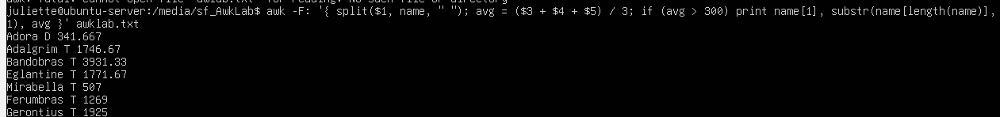 awk: fatal: cannot open file `awlab.txt' for reading: No such file or directory
juliette@ubuntu-server:/media/sf_AwkLab$ awk -F: '{ split($1, name, " "); avg = ($3 + $4 + $5) / 3; if (avg > 300) print name[1], substr(name[length(name)],
1), avg }' awklab.txt
Adora D 341.667
Adalgrim T 1746.67
Bandobras T 3931.33
Eglantine T 1771.67
Mirabella T 507
Ferumbras T 1269
Gerontius T 1925